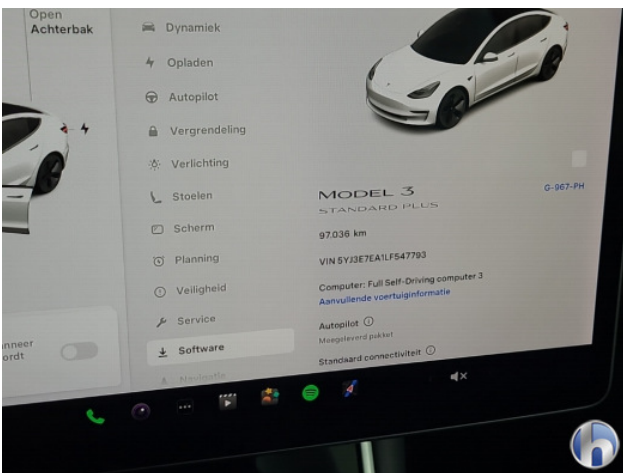 Open
Achterbak
Dynamiek
Opladen
Autopilot
Vergrendeling
Verlichting
Stoelen
Scherm
Planning
Veiligheid
Service
Software
Navigatie
nneer
ordt
MODEL 3
G-967-PH
STANDARD PLUS
97.036 km
VIN 5YJ3E7EA1LF547793
Computer: Full Self-Driving computer 3
Aanvullende voertuiginformatie
Autopilot
Meegeleverd pakket
Standaard connectiviteit
h